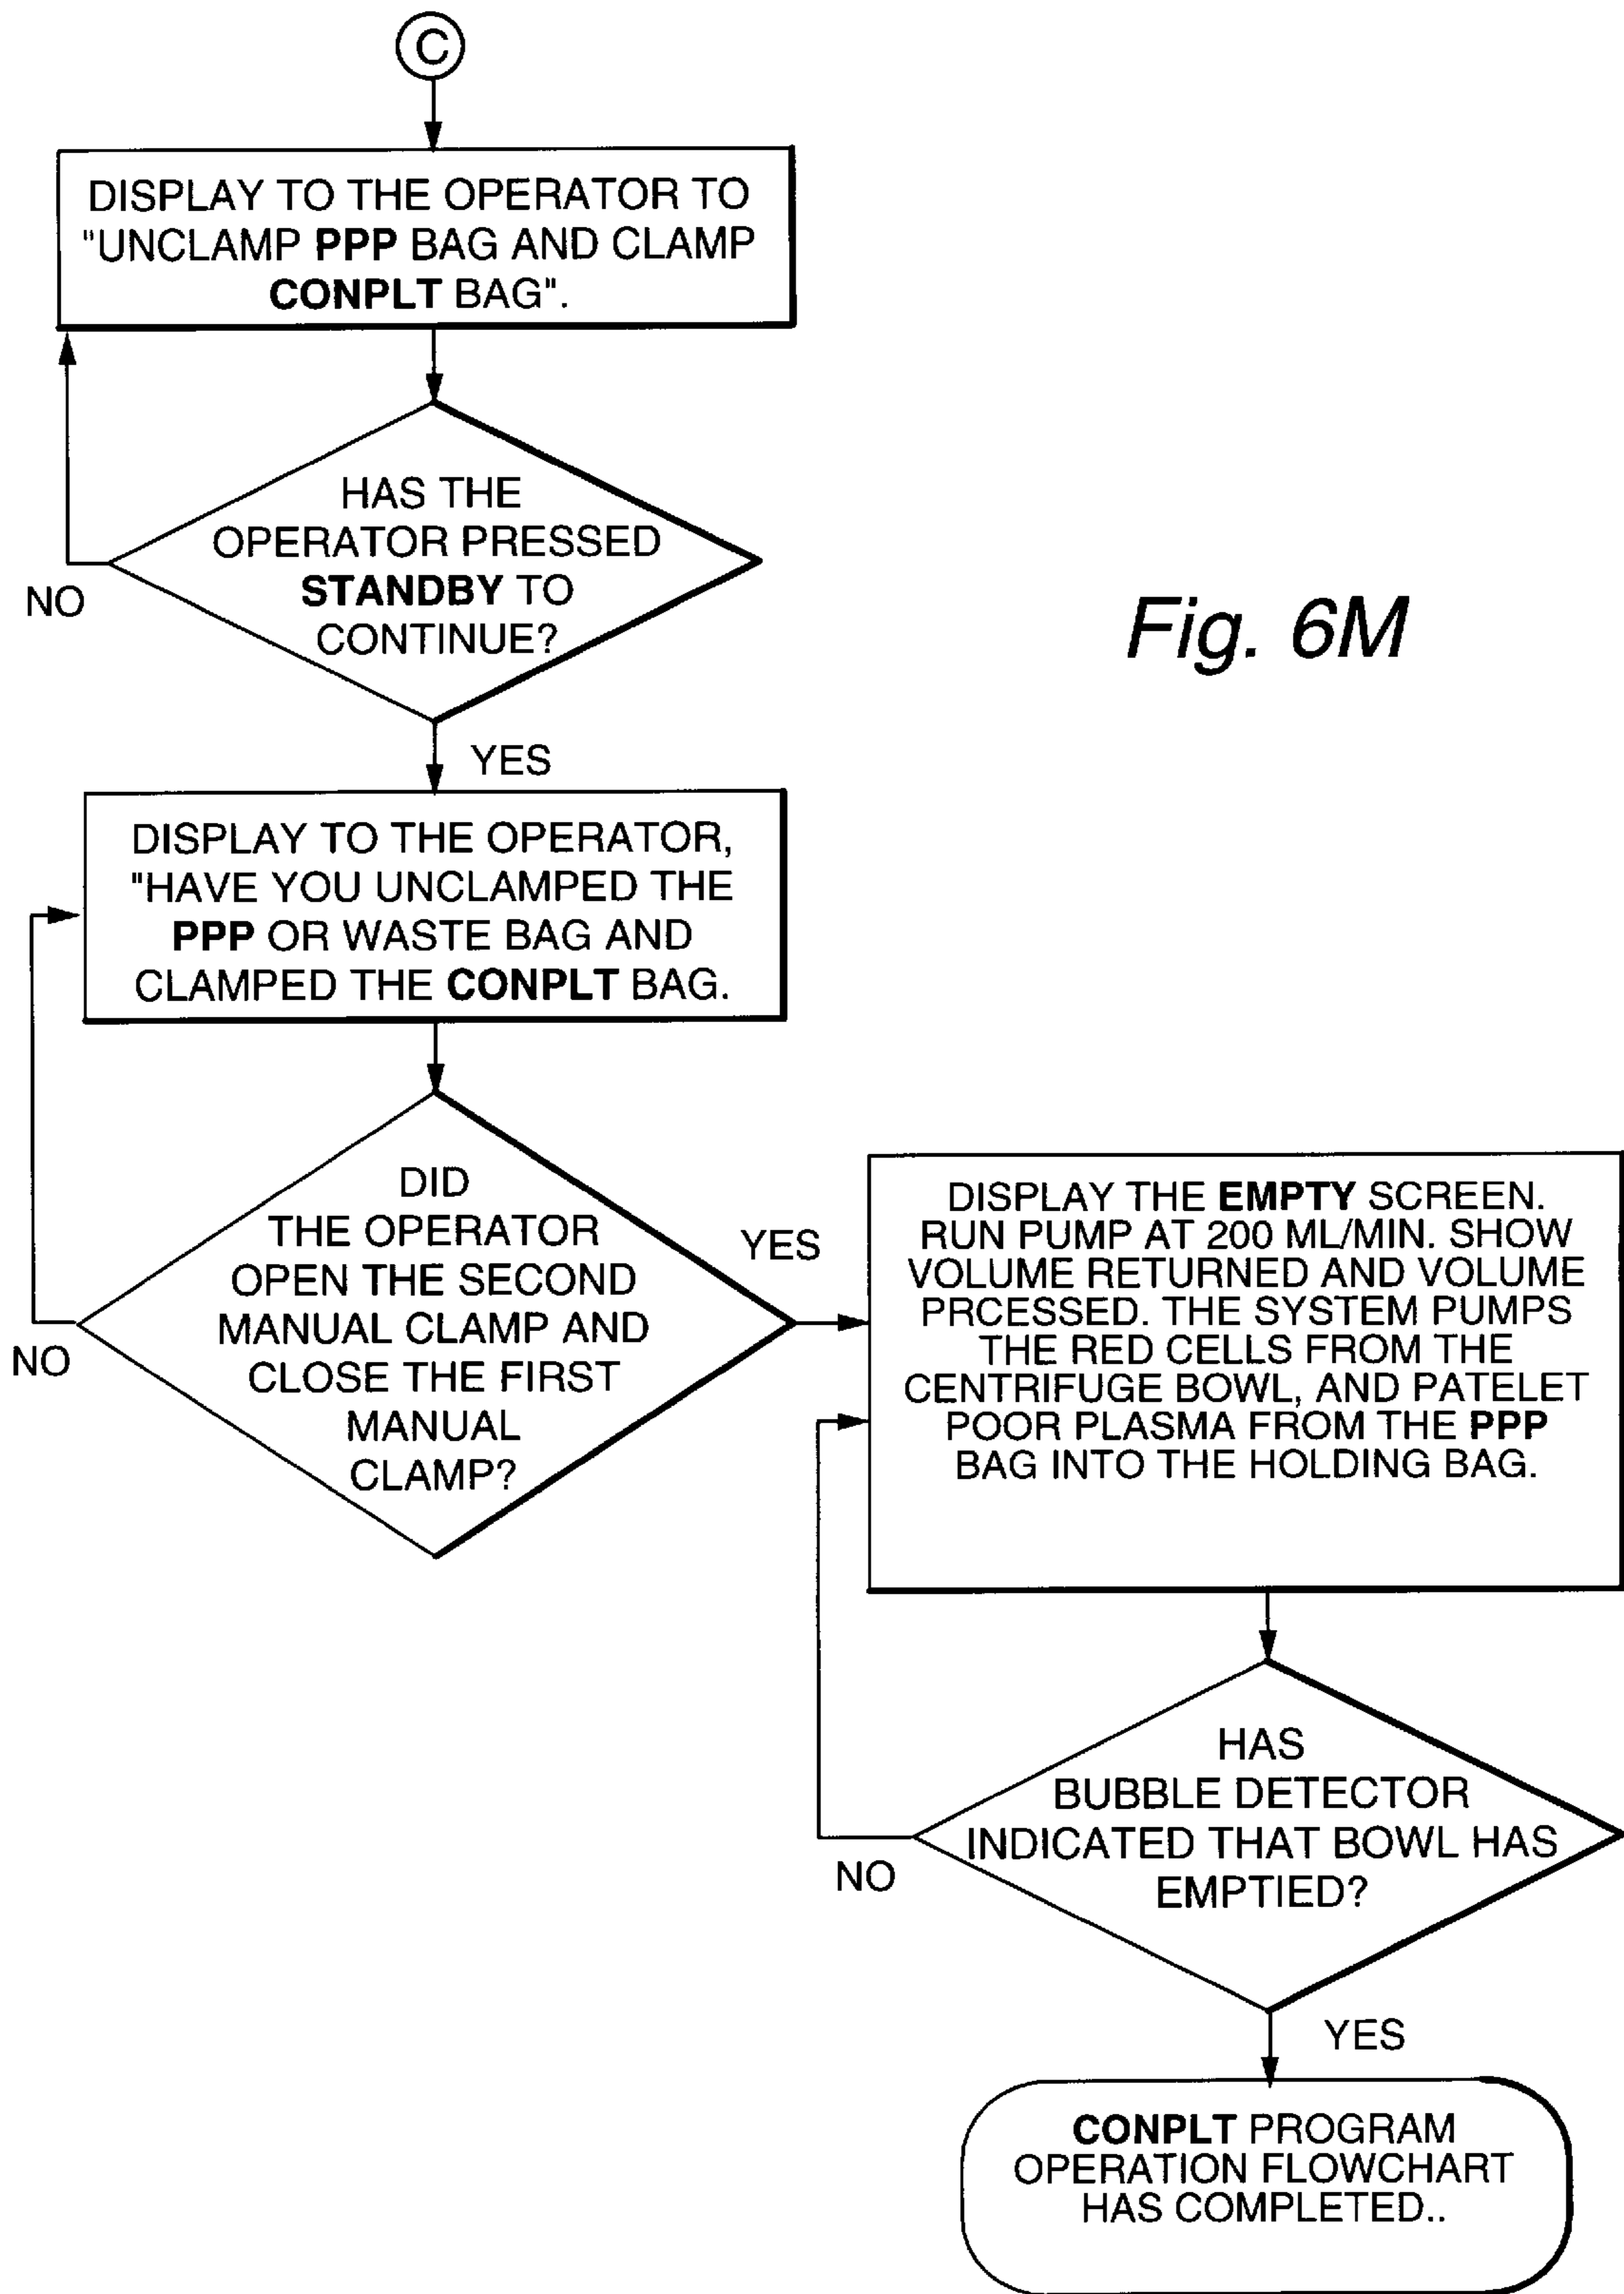 C
DISPLAY TO THE OPERATOR TO
"UNCLAMP PPP BAG AND CLAMP
CONPLT BAG".
HAS THE
OPERATOR PRESSED
STANDBY TO
CONTINUE?
NO
Fig. 6M
YES
DISPLAY TO THE OPERATOR,
"HAVE YOU UNCLAMPED THE
PPP OR WASTE BAG AND
CLAMPED THE CONPLT BAG.
DID
THE OPERATOR
OPEN THE SECOND
MANUAL CLAMP AND
CLOSE THE FIRST
MANUAL
CLAMP?
NO
YES
DISPLAY THE EMPTY SCREEN.
RUN PUMP AT 200 ML/MIN. SHOW
VOLUME RETURNED AND VOLUME
PRCESSED. THE SYSTEM PUMPS
THE RED CELLS FROM THE
CENTRIFUGE BOWL, AND PATELET
POOR PLASMA FROM THE PPP
BAG INTO THE HOLDING BAG.
HAS
BUBBLE DETECTOR
INDICATED THAT BOWL HAS
EMPTIED?
NO
YES
CONPLT PROGRAM
OPERATION FLOWCHART
HAS COMPLETED..